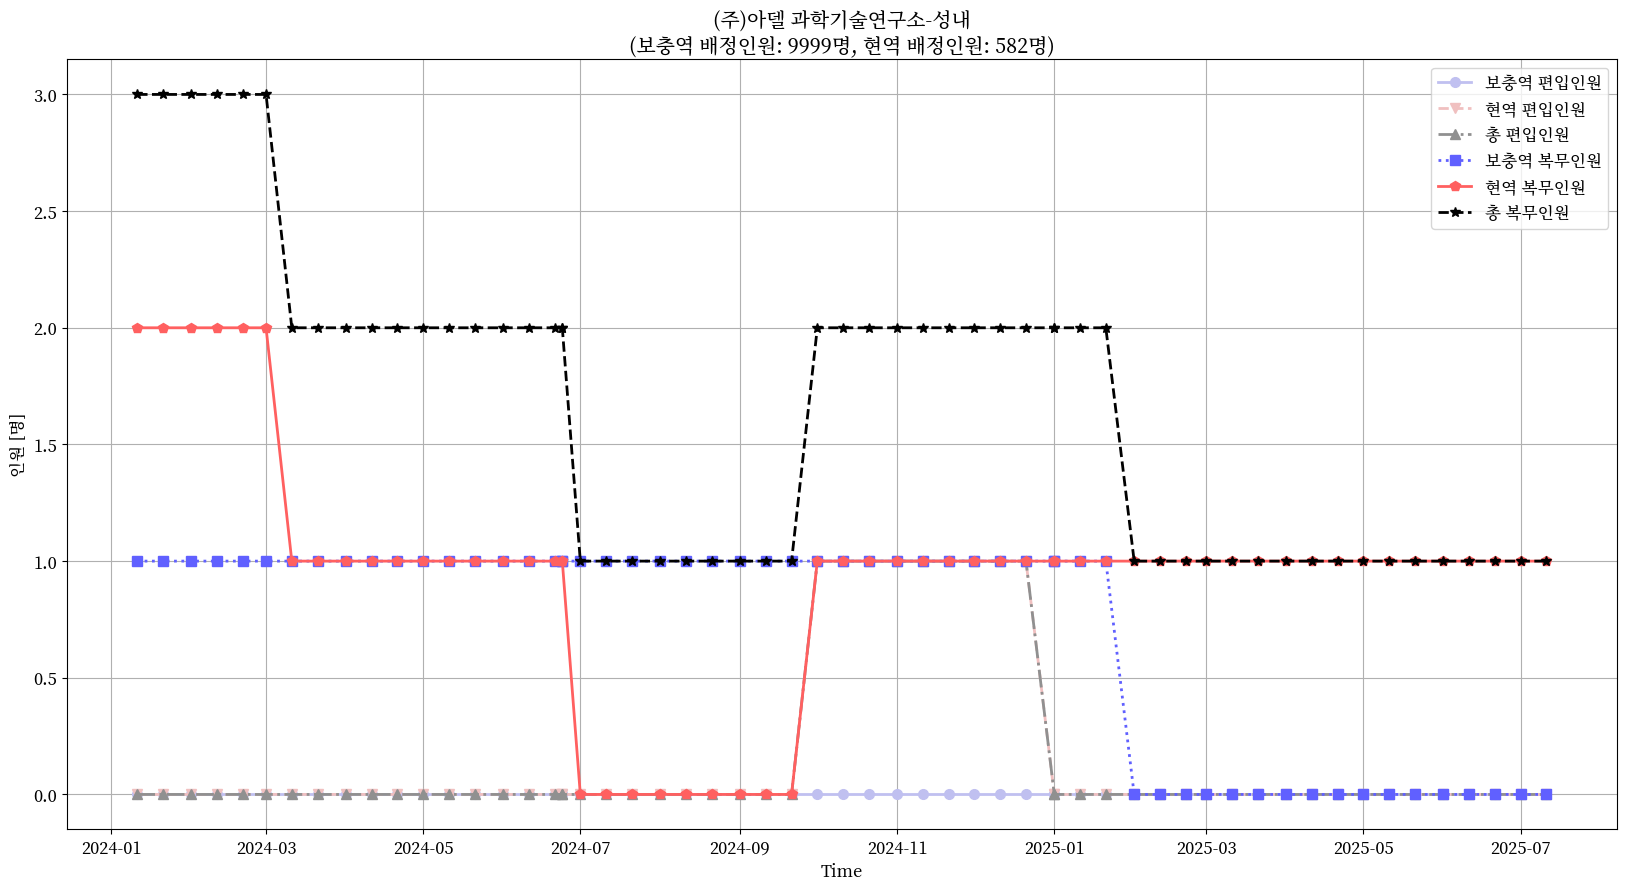 (주)아델 과학기술연구소-성내
(보충역 배정인원: 9999명, 현역 배정인원: 582명)
보충역 편입인원
현역 편입인원
총 편입인원
보충역 복무인원
현역 복무인원
총 복무인원
인원 [명]
3.0
2.5
2.0
1.5
1.0
0.5
0.0
2024-01
2024-03
2024-05
2024-07
2024-09
2024-11
2025-01
2025-03
2025-05
2025-07
Time